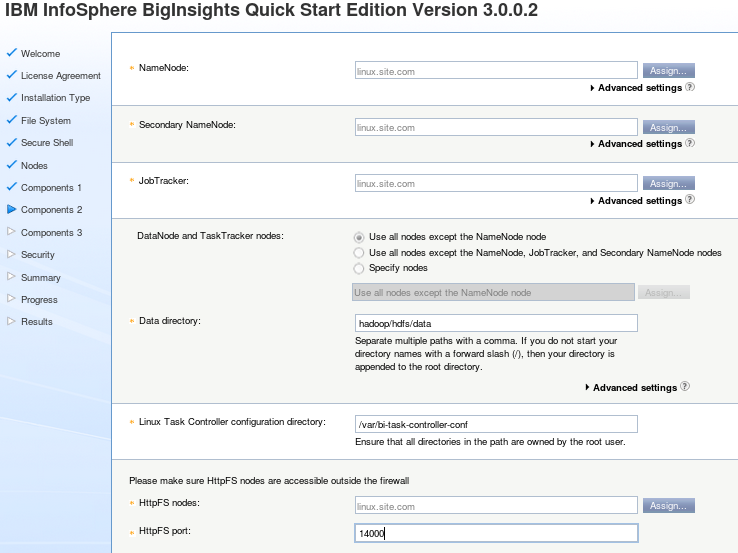 IBM InfoSphere BigInsights Quick Start Edition Version 3.0.0.2
Welcome
License Agreement
Installation Type
File System
Secure Shell
Nodes
Components 1
Components 2
Components 3
Security
Summary
Progress
Results
* NameNode:
linux.site.com
Assign...
Advanced settings ?
* Secondary NameNode:
linux.site.com
Assign...
Advanced settings ?
* JobTracker:
linux.site.com
Assign...
Advanced settings ?
DataNode and TaskTracker nodes:
Use all nodes except the NameNode node
Use all nodes except the NameNode, JobTracker, and Secondary NameNode nodes
Specify nodes
Use all nodes except the NameNode node
Assign...
* Data directory:
hadoop/hdfs/data
Separate multiple paths with a comma. If you do not start your
directory names with a forward slash (/), then your directory is
appended to the root directory.
Advanced settings ?
* Linux Task Controller configuration directory:
/var/bi-task-controller-conf
Ensure that all directories in the path are owned by the root user.
Please make sure HttpFS nodes are accessible outside the firewall
* HttpFS nodes:
linux.site.com
Assign...
* HttpFS port:
14000